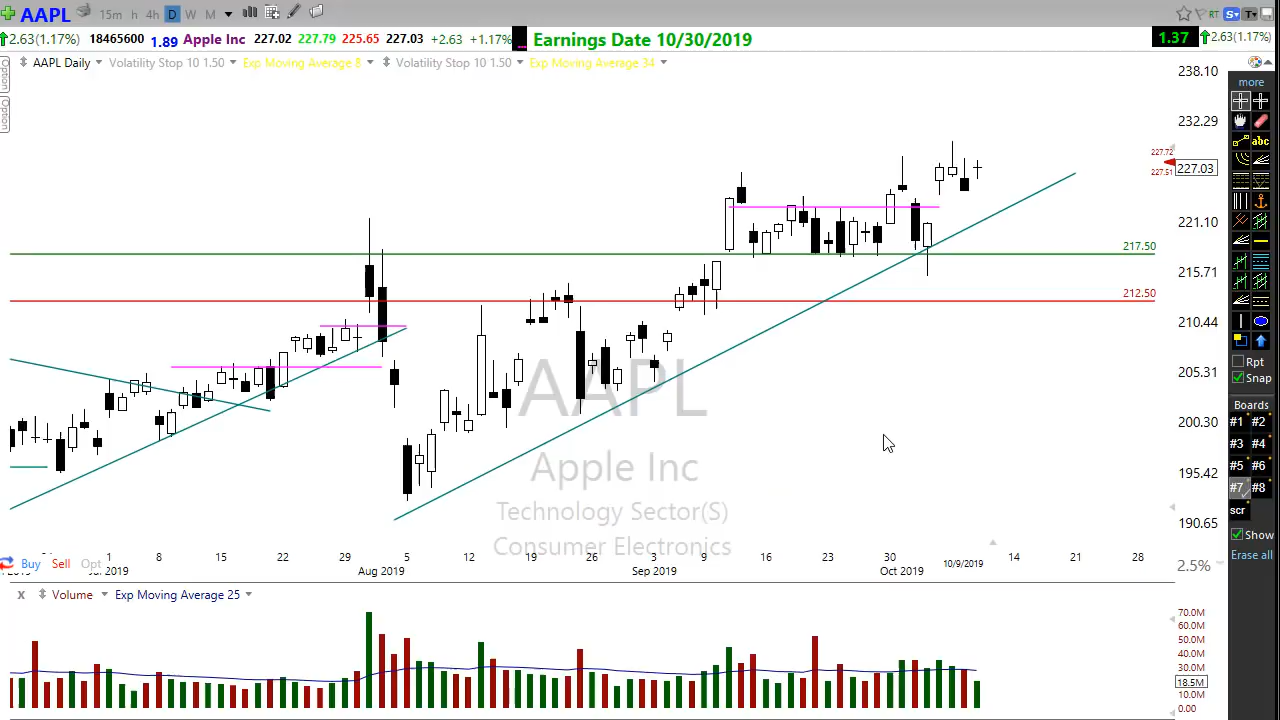 AAPL 15m h 4h D W M RT S T
2.63(1.17%) 18465600 1.89 Apple Inc 227.02 227.79 225.65 227.03 +2.63 +1.17% Earnings Date 10/30/2019 1.37 2.63(1.17%)
AAPL Daily Volatility Stop 10 1.50 Exp Moving Average 8 Volatility Stop 10 1.50 Exp Moving Average 34
Option
Option
238.10
232.29
227.72
227.03
227.51
221.10
217.50
215.71
212.50
210.44
205.31
200.30
195.42
190.65
AAPL
Apple Inc
Technology Sector(S)
Consumer Electronics
1 8 15 22 29 5 12 19 26 3 9 16 23 30 14 21 28
2019 Jul 2019 Aug 2019 Sep 2019 Oct 2019 10/9/2019
Buy Sell Opt
2.5%
X Volume Exp Moving Average 25
70.0M
60.0M
50.0M
40.0M
30.0M
18.5M
10.0M
0.00
more
abc
Rpt
Snap
Boards
#1 #2
#3 #4
#5 #6
#7 #8
scr
Show
Erase all